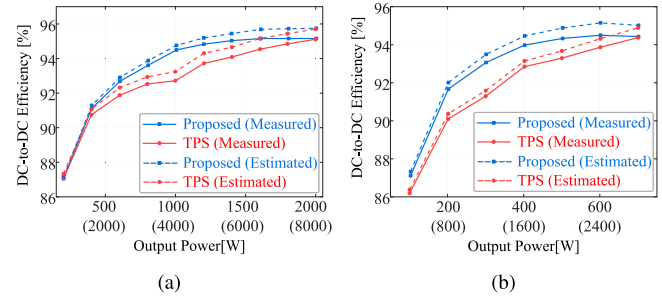 DC-to-DC Efficiency [%]
96
94
92
90
88
86
Proposed (Measured)
TPS (Measured)
Proposed (Estimated)
TPS (Estimated)
500 1000 1500 2000
(2000) (4000) (6000) (8000)
Output Power[W]
(a)
DC-to-DC Efficiency [%]
96
94
92
90
88
86
Proposed (Measured)
TPS (Measured)
Proposed (Estimated)
TPS (Estimated)
200 400 600
(800) (1600) (2400)
Output Power[W]
(b)